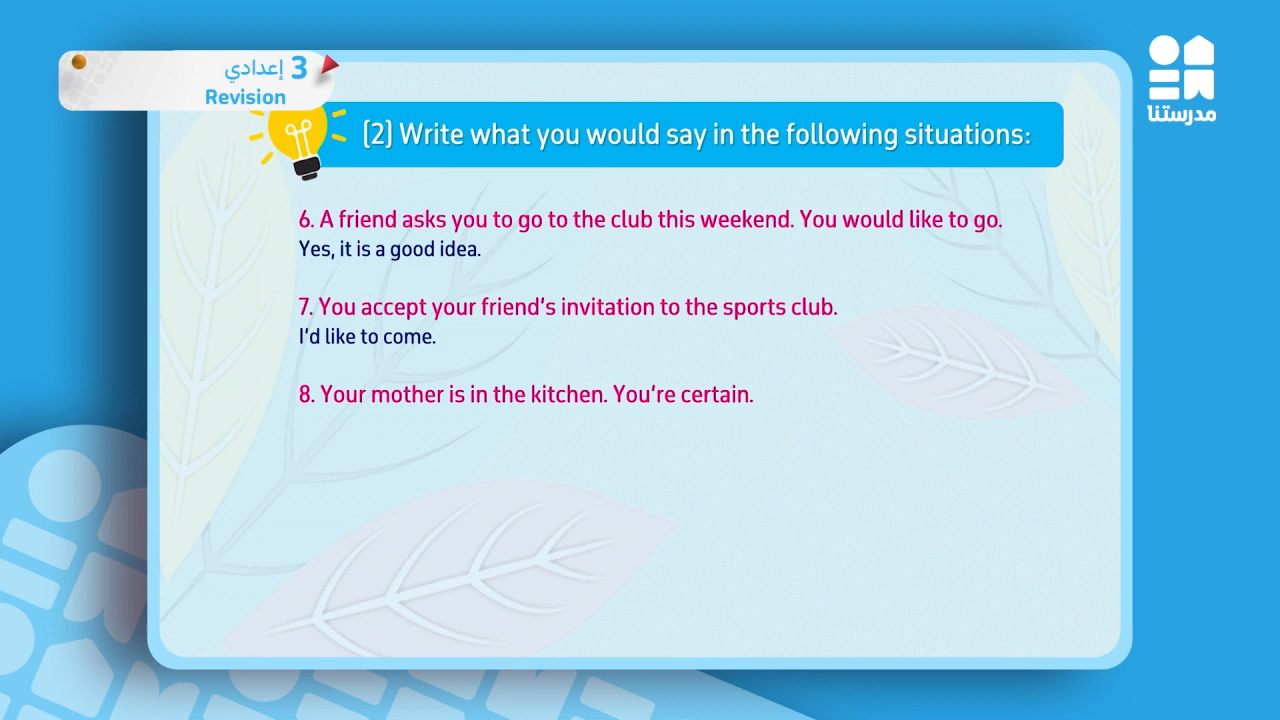 3 إعدادي
Revision
مدرستنا
(2) Write what you would say in the following situations:
6. A friend asks you to go to the club this weekend. You would like to go.
Yes, it is a good idea.
7. You accept your friend's invitation to the sports club.
I'd like to come.
8. Your mother is in the kitchen. You're certain.